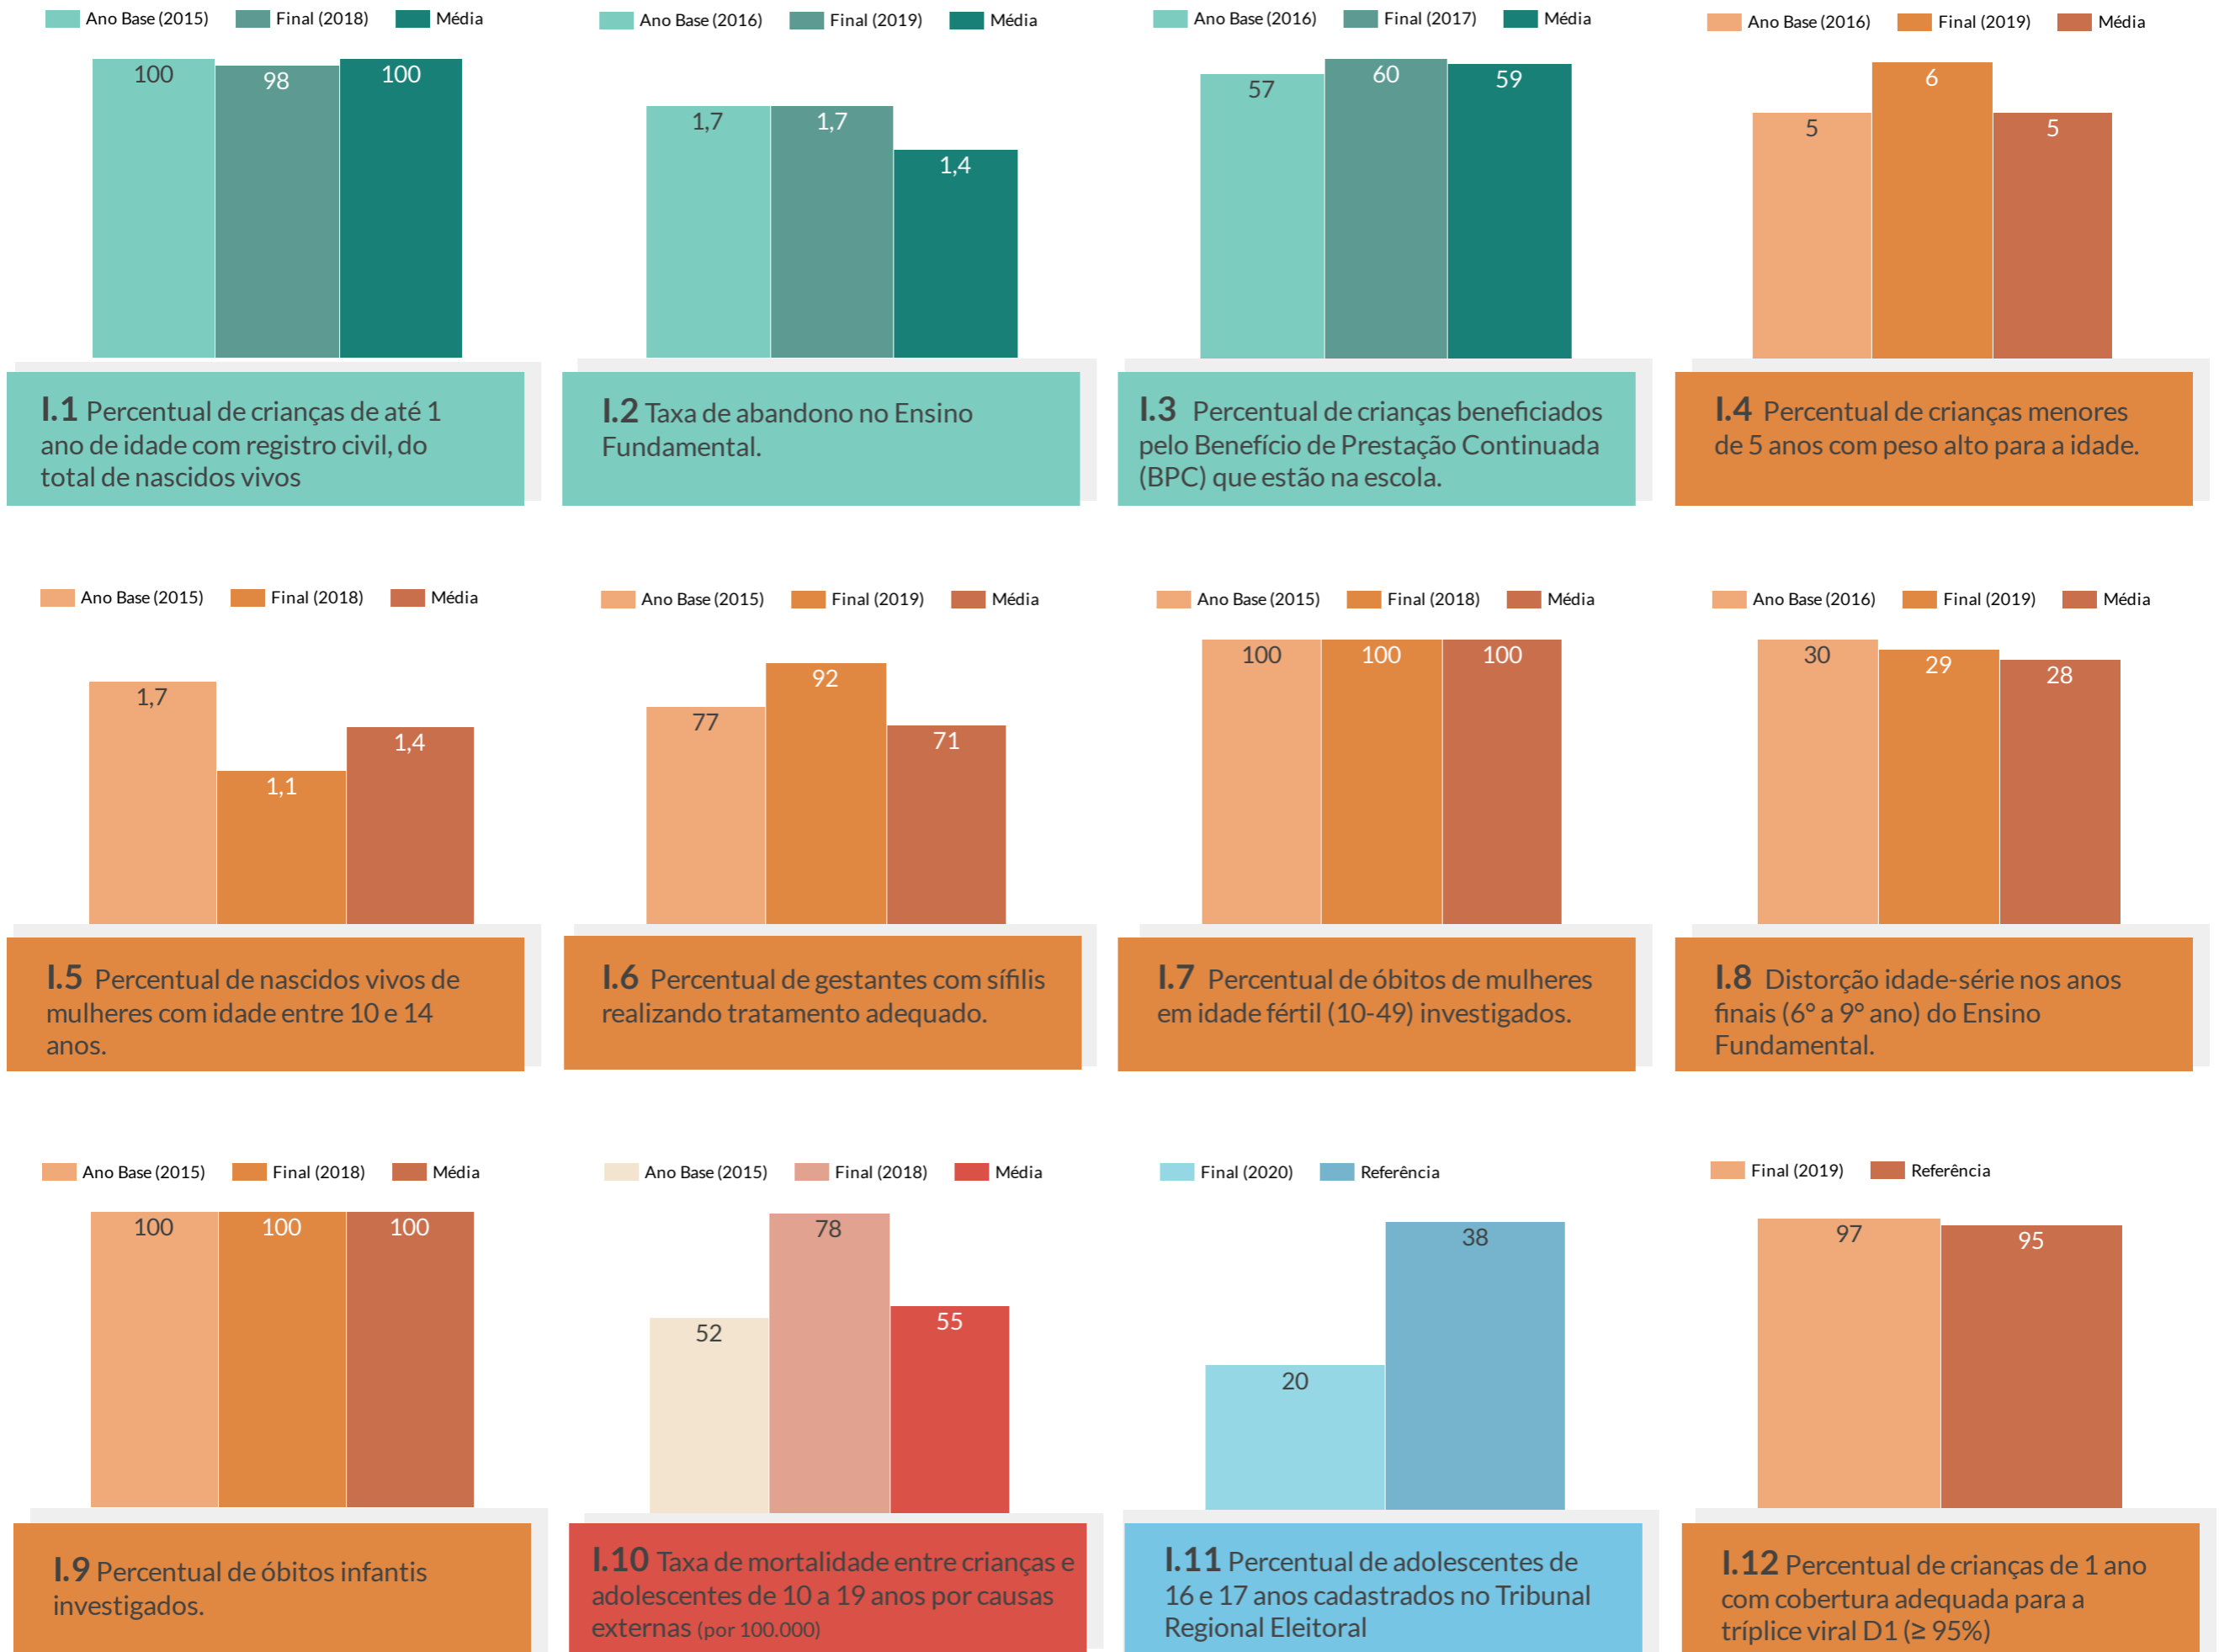 Ano Base (2015) Final (2018) Média
100 98 100
I.1 Percentual de crianças de até 1
ano de idade com registro civil, do
total de nascidos vivos
Ano Base (2016) Final (2019) Média
1,7 1,7 1,4
I.2 Taxa de abandono no Ensino
Fundamental.
Ano Base (2016) Final (2017) Média
57 60 59
I.3 Percentual de crianças beneficiados
pelo Benefício de Prestação Continuada
(BPC) que estão na escola.
Ano Base (2016) Final (2019) Média
5 6 5
I.4 Percentual de crianças menores
de 5 anos com peso alto para a idade.
Ano Base (2015) Final (2018) Média
1,7 1,1 1,4
I.5 Percentual de nascidos vivos de
mulheres com idade entre 10 e 14
anos.
Ano Base (2015) Final (2019) Média
77 92 71
I.6 Percentual de gestantes com sífilis
realizando tratamento adequado.
Ano Base (2015) Final (2018) Média
100 100 100
I.7 Percentual de óbitos de mulheres
em idade fértil (10-49) investigados.
Ano Base (2016) Final (2019) Média
30 29 28
I.8 Distorção idade-série nos anos
finais (6° a 9° ano) do Ensino
Fundamental.
Ano Base (2015) Final (2018) Média
100 100 100
I.9 Percentual de óbitos infantis
investigados.
Ano Base (2015) Final (2018) Média
52 78 55
I.10 Taxa de mortalidade entre crianças e
adolescentes de 10 a 19 anos por causas
externas (por 100.000)
Final (2020) Referência
20 38
I.11 Percentual de adolescentes de
16 e 17 anos cadastrados no Tribunal
Regional Eleitoral
Final (2019) Referência
97 95
I.12 Percentual de crianças de 1 ano
com cobertura adequada para a
tríplice viral D1 (≥ 95%)